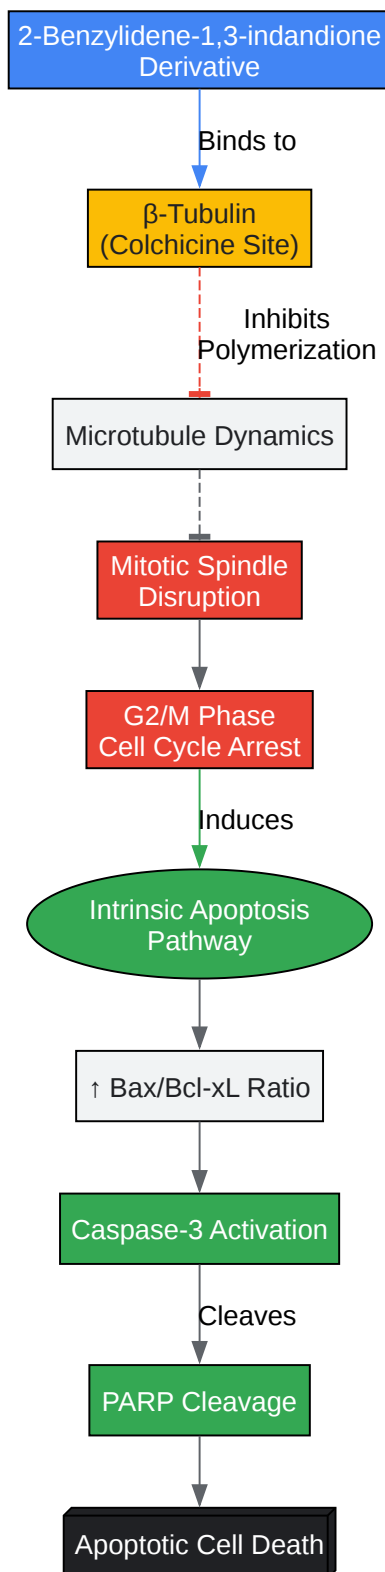 2-Benzylidene-1,3-indandione
Derivative
Binds to
β-Tubulin
(Colchicine Site)
Inhibits
Polymerization
Microtubule Dynamics
Mitotic Spindle
Disruption
G2/M Phase
Cell Cycle Arrest
Induces
Intrinsic Apoptosis
Pathway
↑ Bax/Bcl-xL Ratio
Caspase-3 Activation
Cleaves
PARP Cleavage
Apoptotic Cell Death